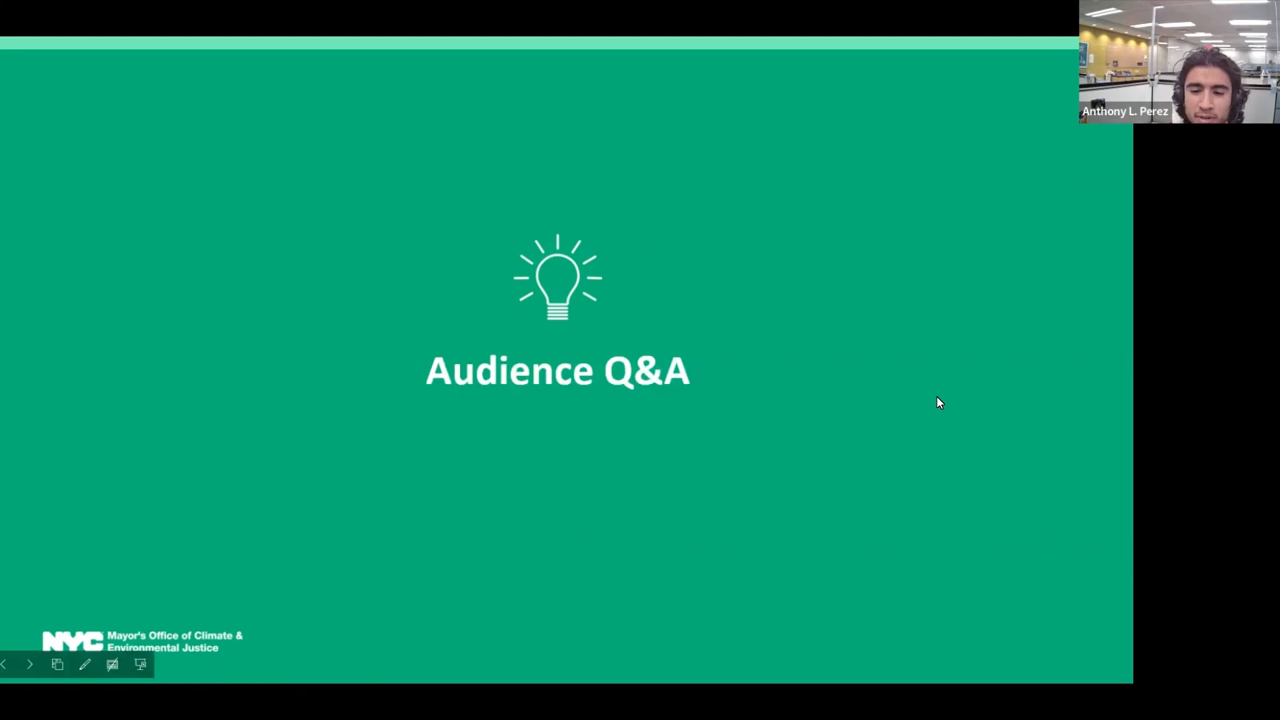 Anthony L. Perez
Audience Q&A
NYC
Mayor's Office of Climate &
Environmental Justice